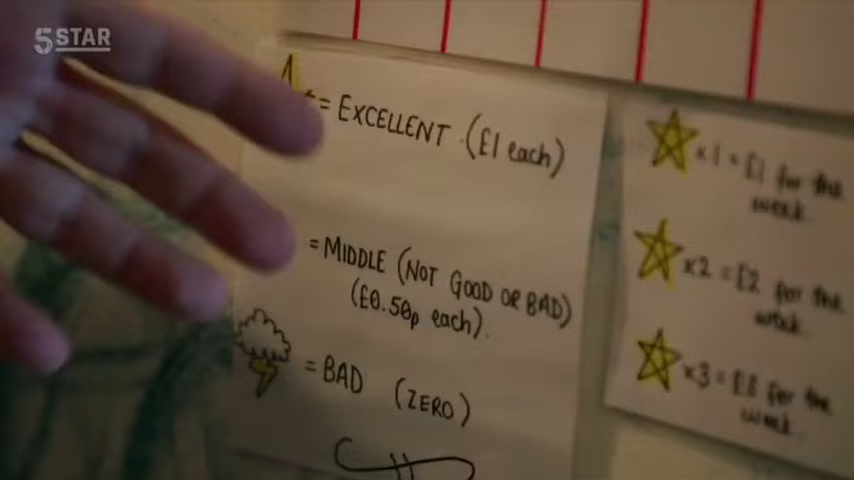 5STAR
= EXCELLENT (£1 each)
= MIDDLE (NOT GOOD OR BAD)
(£0.50p each).
= BAD (ZERO)
x1 = £1 for the
week
x2 = £2 for the
week
x3 = £3 for the
week